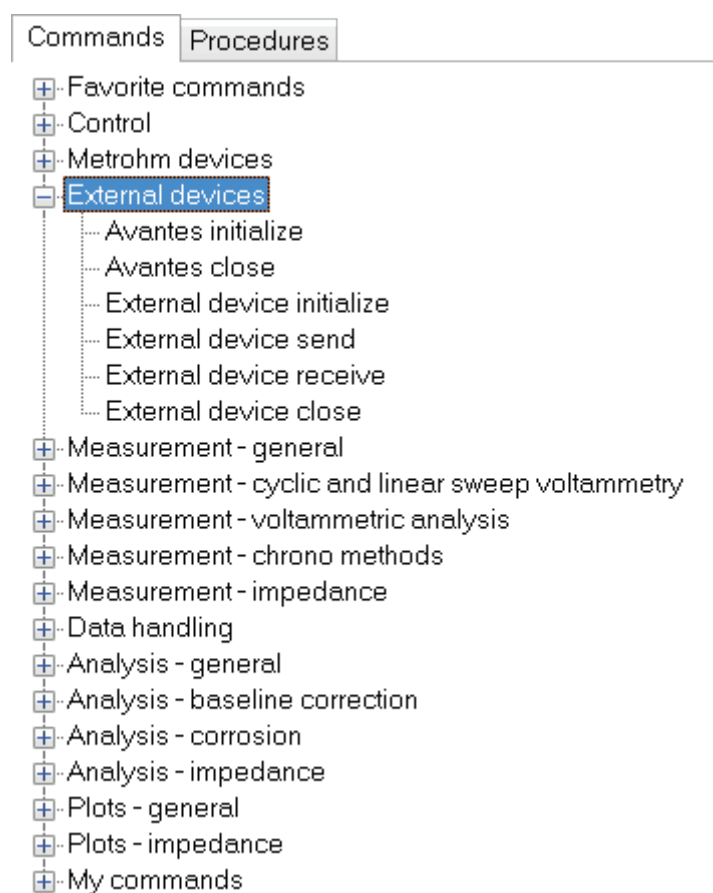 Commands Procedures
Favorite commands
Control
Metrohm devices
External devices
Avantes initialize
Avantes close
External device initialize
External device send
External device receive
External device close
Measurement - general
Measurement - cyclic and linear sweep voltammetry
Measurement - voltammetric analysis
Measurement - chrono methods
Measurement - impedance
Data handling
Analysis - general
Analysis - baseline correction
Analysis - corrosion
Analysis - impedance
Plots - general
Plots - impedance
My commands